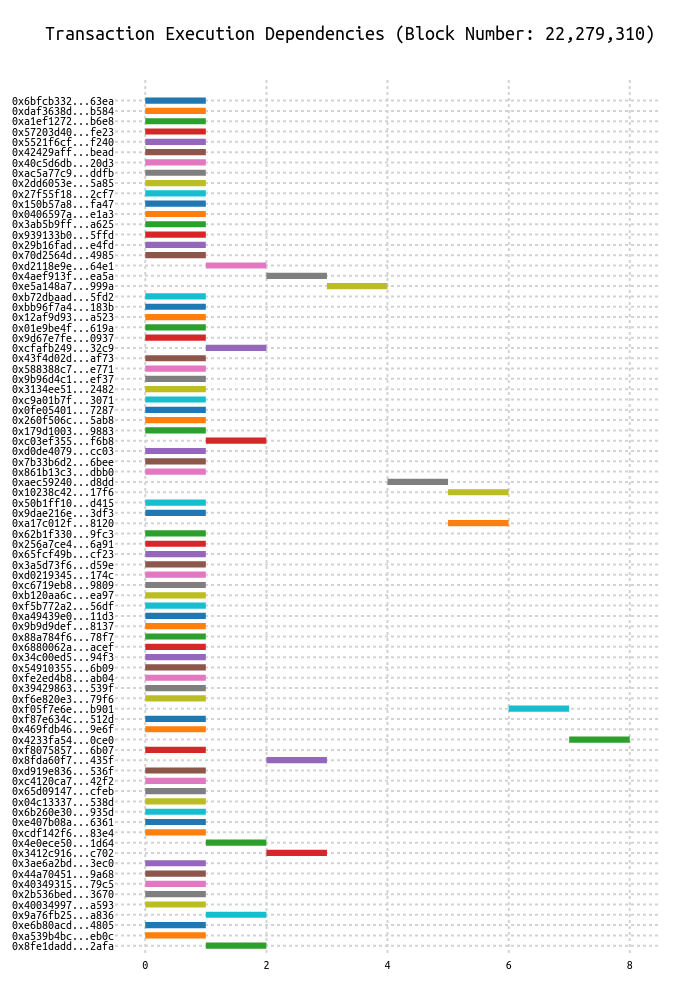 Transaction Execution Dependencies (Block Number: 22,279,310)
0x6bfcb332...63ea
0xdaf3638d...b584
0xa1ef1272...b6e8
0x57203d40...fe23
0x5521f6cf...f240
0x42429aff...bead
0x40c5d6db...20d3
0xac5a77c9...ddfb
0x2dd6053e...5a85
0x27f55f18...2cf7
0x150b57a8...fa47
0x0406597a...e1a3
0x3ab5b9ff...a625
0x939133b0...5ffd
0x29b16fad...e4fd
0x70d2564d...4985
0xd2118e9e...64e1
0x4aef913f...ea5a
0xe5a148a7...999a
0xb72dbaad...5fd2
0xbb96f7a4...183b
0x12af9d93...a523
0x01e9be4f...619a
0x9d67e7fe...0937
0xcfafb249...32c9
0x43f4d02d...af73
0x588388c7...e771
0x9b96d4c1...ef37
0x3134ee51...2482
0xc9a01b7f...3071
0x0fe05401...7287
0x260f506c...5ab8
0x179d1003...9883
0xc03ef355...f6b8
0xd0de4079...cc03
0x7b33b6d2...6bee
0x861b13c3...dbb0
0xaec59240...d8dd
0x10238c42...17f6
0x50b1ff10...d415
0x9dae216e...3df3
0xa17c012f...8120
0x62b1f330...9fc3
0x256a7ce4...6a91
0x65fcf49b...cf23
0x3a5d73f6...d59e
0xd0219345...174c
0xc6719eb8...9809
0xb120aa6c...ea97
0xf5b772a2...56df
0xa49439e0...11d3
0x9b9d9def...8137
0x88a784f6...78f7
0x6880062a...acef
0x34c00ed5...94f3
0x54910355...6b09
0xfe2ed4b8...ab04
0x39429863...539f
0xf6e820e3...79f6
0xf05f7e6e...b901
0xf87e634c...512d
0x469fdb46...9e6f
0x4233fa54...0ce0
0xf8075857...6b07
0x8fda60f7...435f
0xd919e836...536f
0xc4120ca7...42f2
0x65d09147...cfeb
0x04c13337...538d
0x6b260e30...935d
0xe407b08a...6361
0xcdf142f6...83e4
0x4e0ece50...1d64
0x3412c916...c702
0x3ae6a2bd...3ec0
0x44a70451...9a68
0x40349315...79c5
0x2b536bed...3670
0x40034997...a593
0x9a76fb25...a836
0xe6b80acd...4805
0xa539b4bc...eb0c
0x8fe1dadd...2afa
0 2 4 6 8